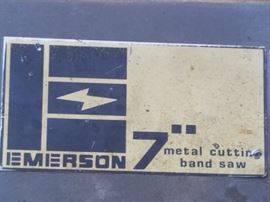 EMERSON
7"
metal cutting
band saw